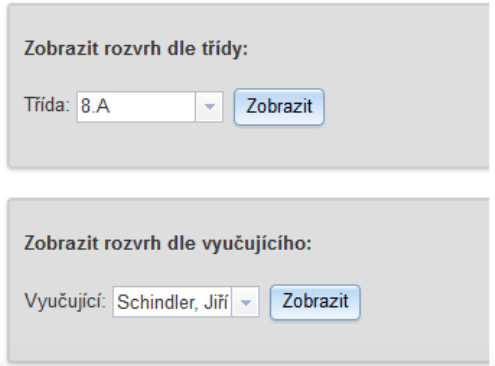 Zobrazit rozvrh dle třídy:
Třída: 8.A Zobrazit
Zobrazit rozvrh dle vyučujícího:
Vyučující: Schindler, Jiří Zobrazit